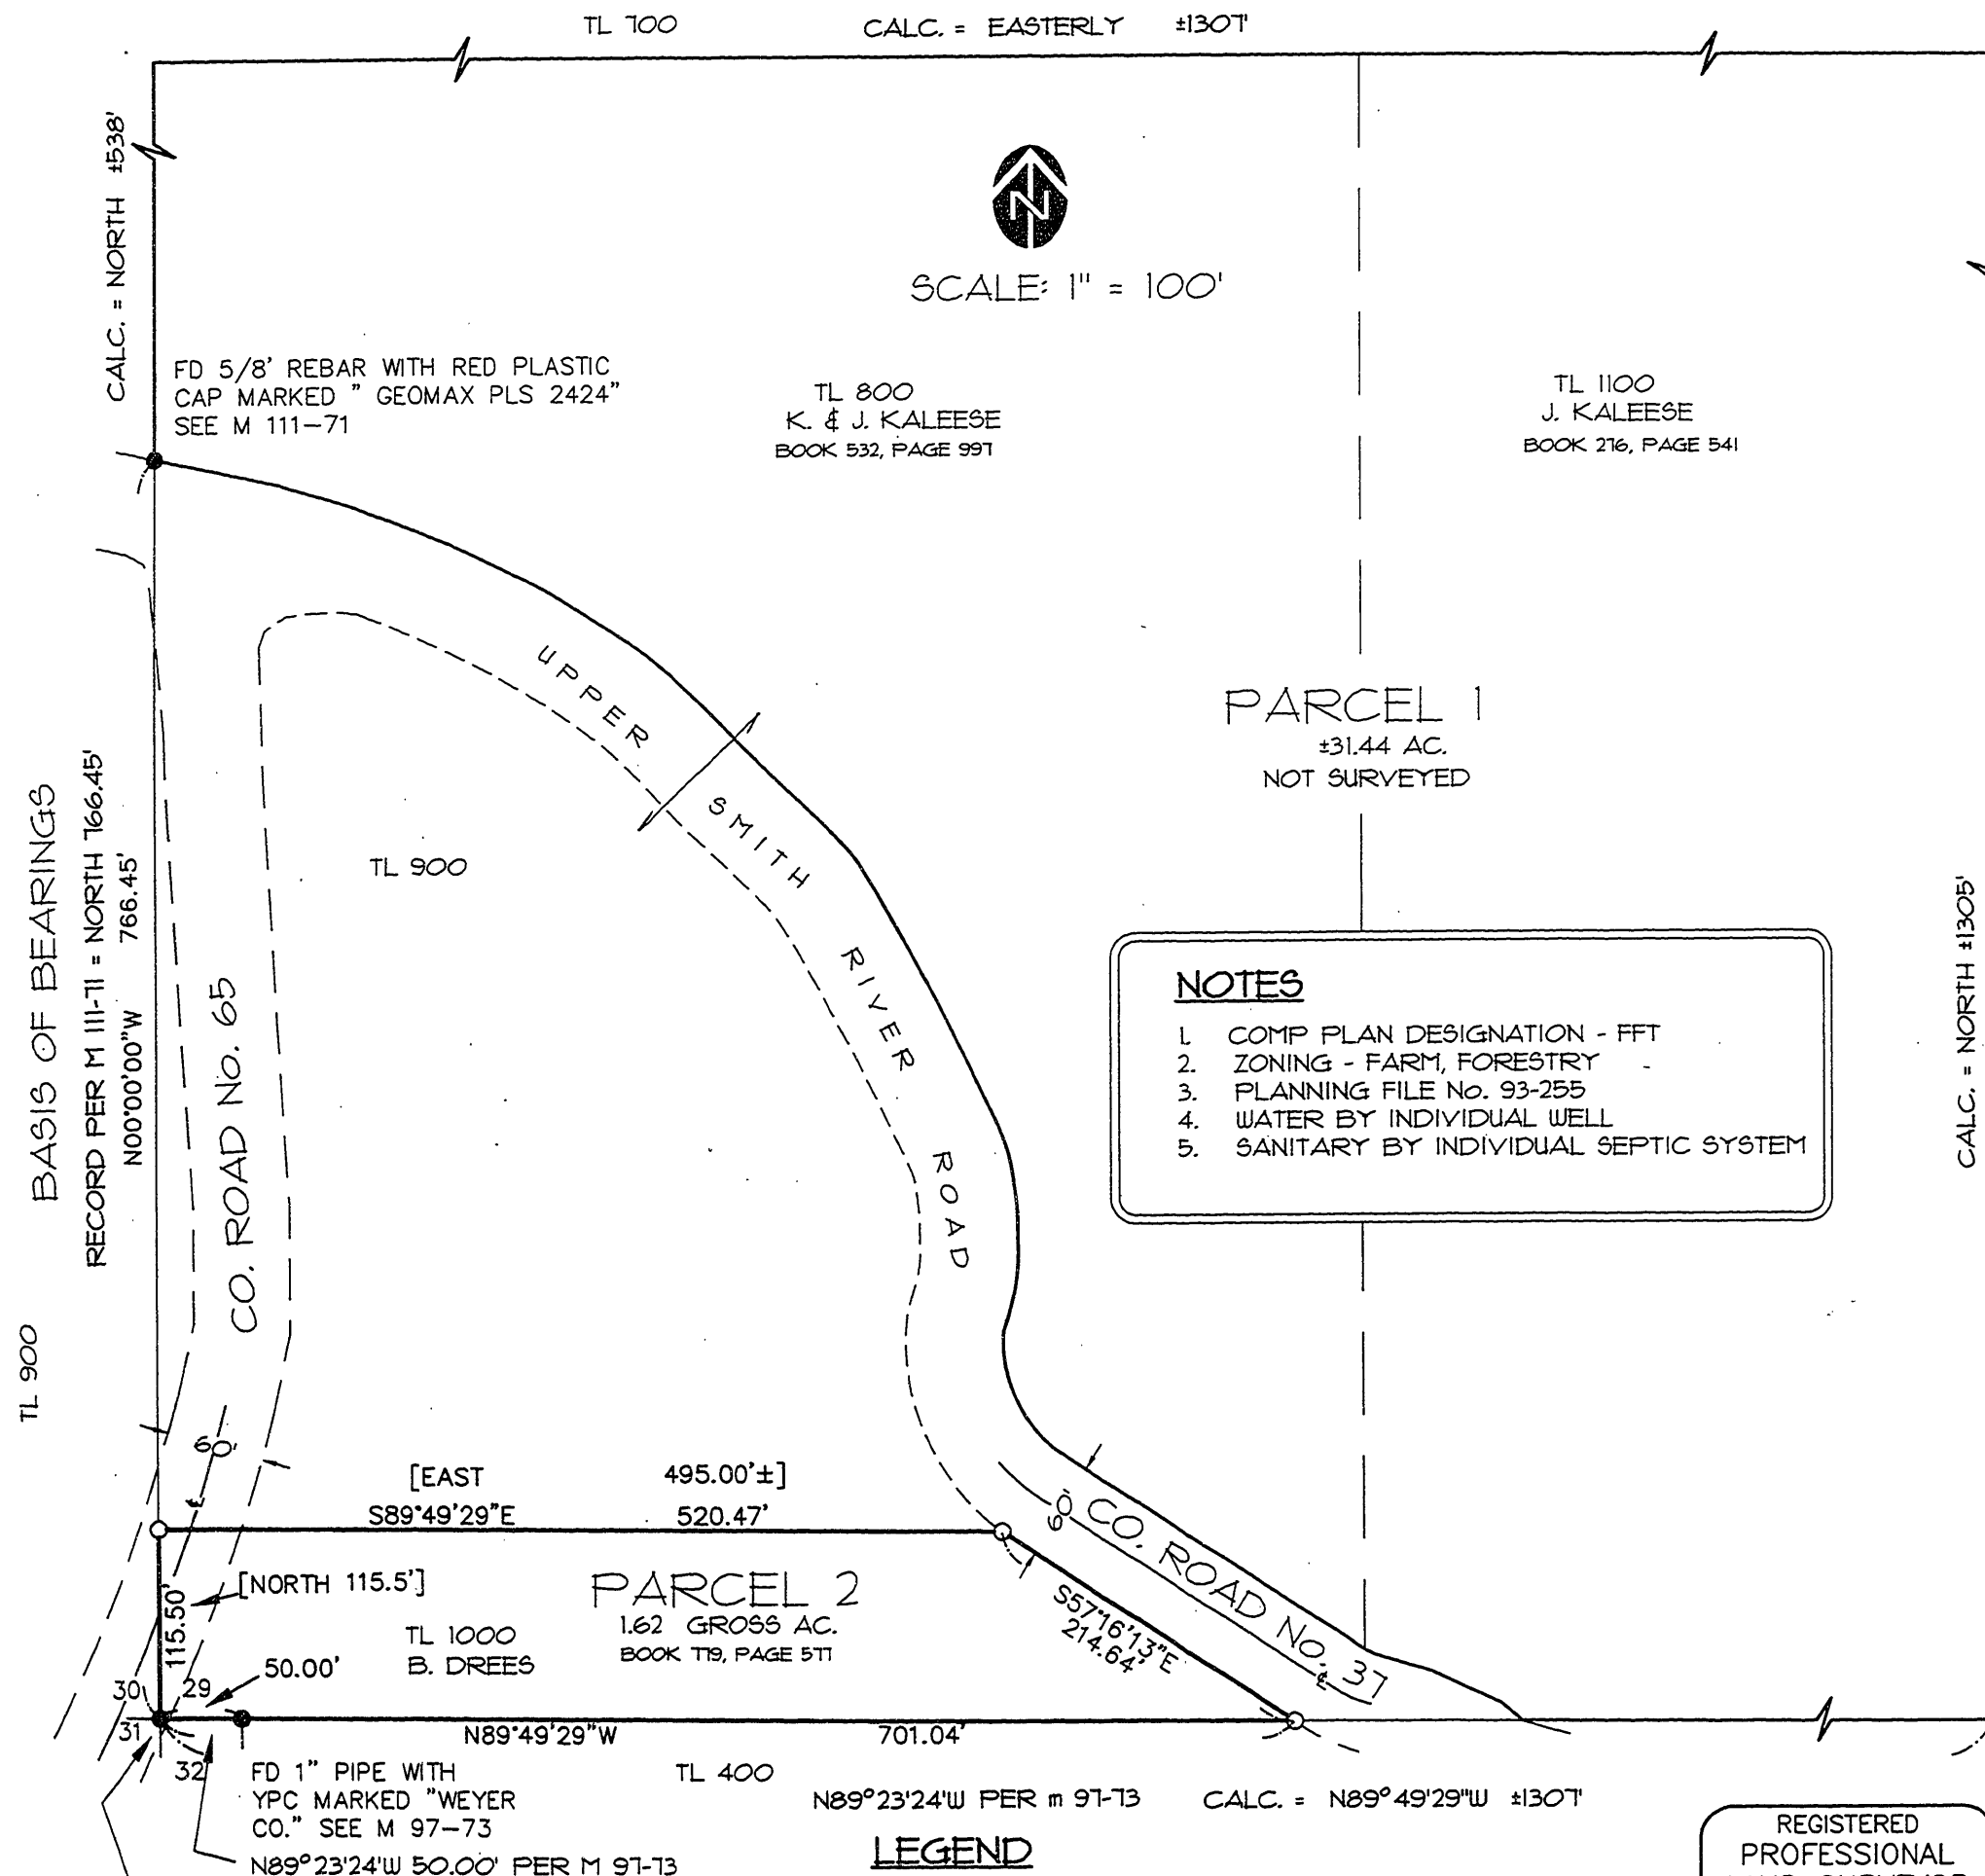 TL 700
CALC. = EASTERLY ±1307'
CALC. = NORTH ±538'
N
SCALE: 1" = 100'
FD 5/8' REBAR WITH RED PLASTIC
CAP MARKED " GEOMAX PLS 2424"
SEE M 111-71
TL 800
K. & J. KALEESE
BOOK 532, PAGE 997
TL 1100
J. KALEESE
BOOK 276, PAGE 541
UPPER SMITH RIVER ROAD
PARCEL 1
±31.44 AC.
NOT SURVEYED
BASIS OF BEARINGS
RECORD PER M 111-71 = NORTH 766.45'
N00°00'00"W 766.45'
TL 900
CO. ROAD No. 65
TL 900
NOTES
1. COMP PLAN DESIGNATION - FFT
2. ZONING - FARM, FORESTRY
3. PLANNING FILE No. 93-255
4. WATER BY INDIVIDUAL WELL
5. SANITARY BY INDIVIDUAL SEPTIC SYSTEM
CALC. = NORTH ±1305'
60'
[EAST 495.00'±]
S89°49'29"E 520.47'
60'
CO. ROAD No. 37
[NORTH 115.5']
115.50'
PARCEL 2
1.62 GROSS AC.
BOOK 779, PAGE 577
TL 1000
B. DREES
S57°16'13"E
214.64'
50.00'
30 29
31
32
N89°49'29"W 701.04'
FD 1" PIPE WITH
YPC MARKED "WEYER
CO." SEE M 97-73
TL 400
N89°23'24"W PER m 97-73
CALC. = N89°49'29"W ±1307'
N89°23'24"W 50.00' PER M 97-73
LEGEND
REGISTERED
PROFESSIONAL